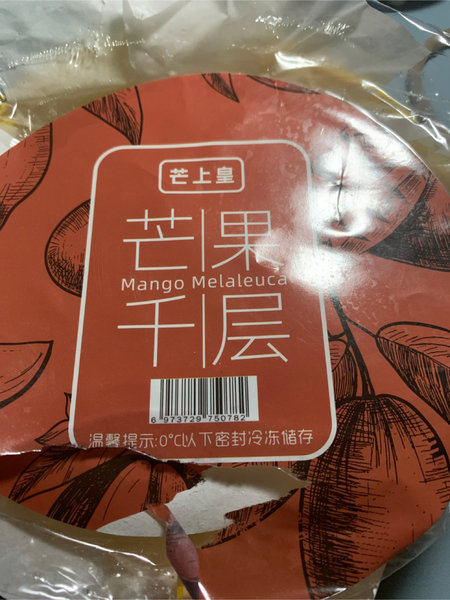 芒上皇
芒果
Mango Melaleuca
千层
6 973729 750782
温馨提示:0°C以下密封冷冻储存